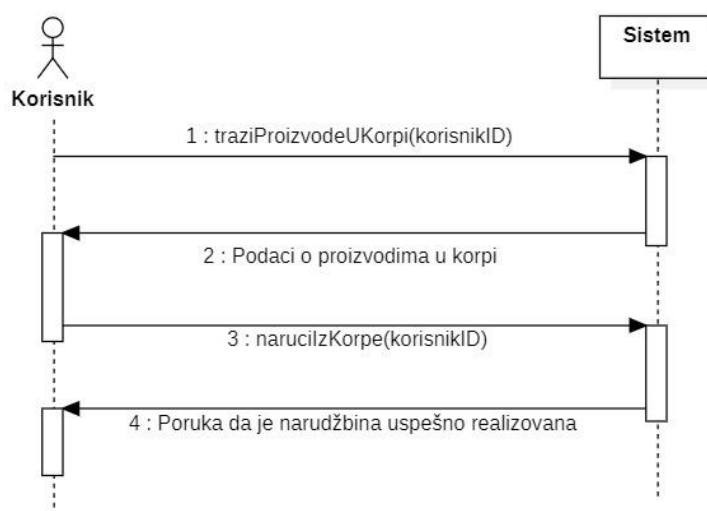 Sistem
Korisnik
1 : traziProizvodeUKorpi(korisnikID)
2 : Podaci o proizvodima u korpi
3 : naruciIzKorpe(korisnikID)
4 : Poruka da je narudžbina uspešno realizovana